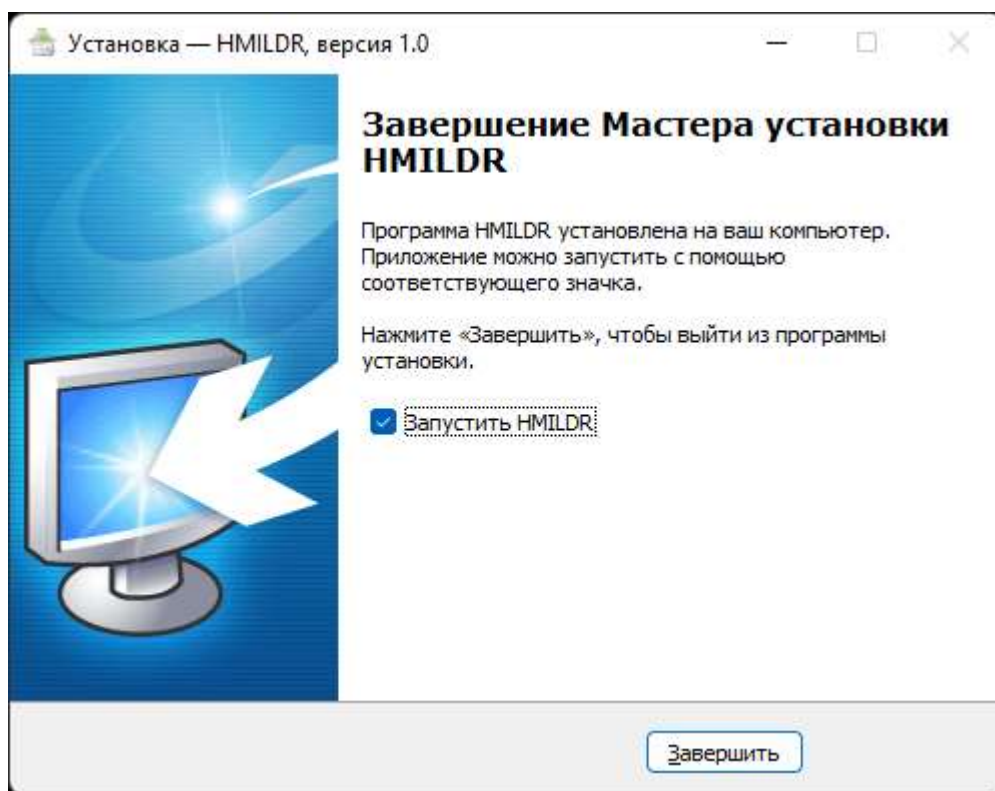 Установка — HMILDR, версия 1.0
Завершение Мастера установки
HMILDR
Программа HMILDR установлена на ваш компьютер.
Приложение можно запустить с помощью
соответствующего значка.
Нажмите «Завершить», чтобы выйти из программы
установки.
Запустить HMILDR
Завершить